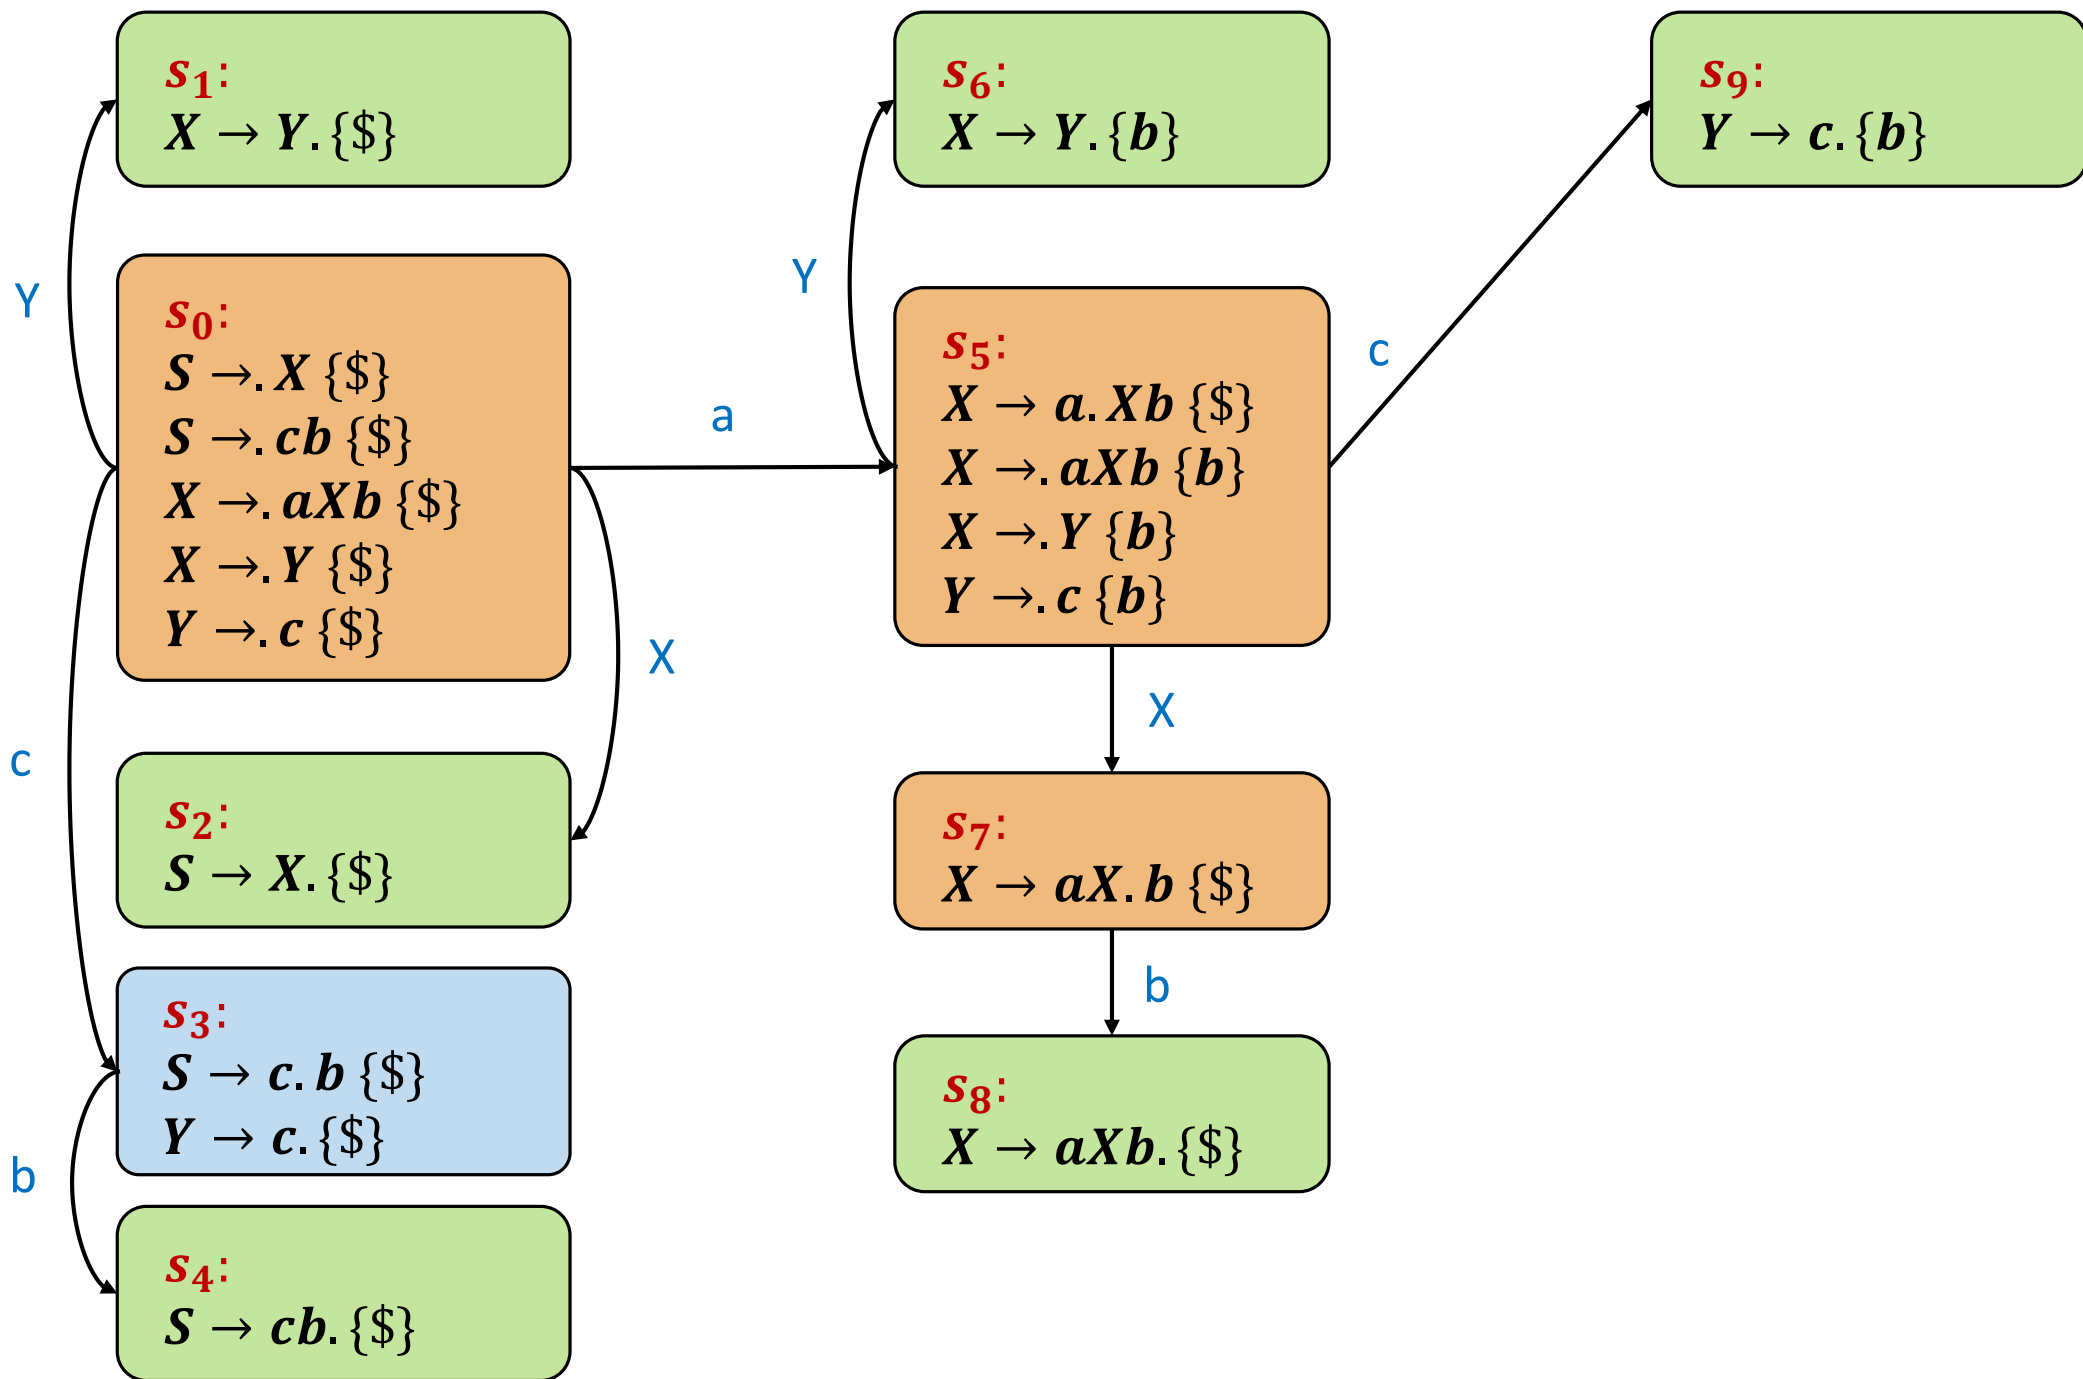 s₁:
X → Y. {$}
Y
s₀:
S →. X {$}
S →. cb {$}
X →. aXb {$}
X →. Y {$}
Y →. c {$}
a
X
c
s₂:
S → X. {$}
s₃:
S → c. b {$}
Y → c. {$}
b
s₄:
S → cb. {$}
s₆:
X → Y. {b}
Y
s₅:
X → a. Xb {$}
X →. aXb {b}
X →. Y {b}
Y →. c {b}
c
X
s₇:
X → aX. b {$}
b
s₈:
X → aXb. {$}
s₉:
Y → c. {b}